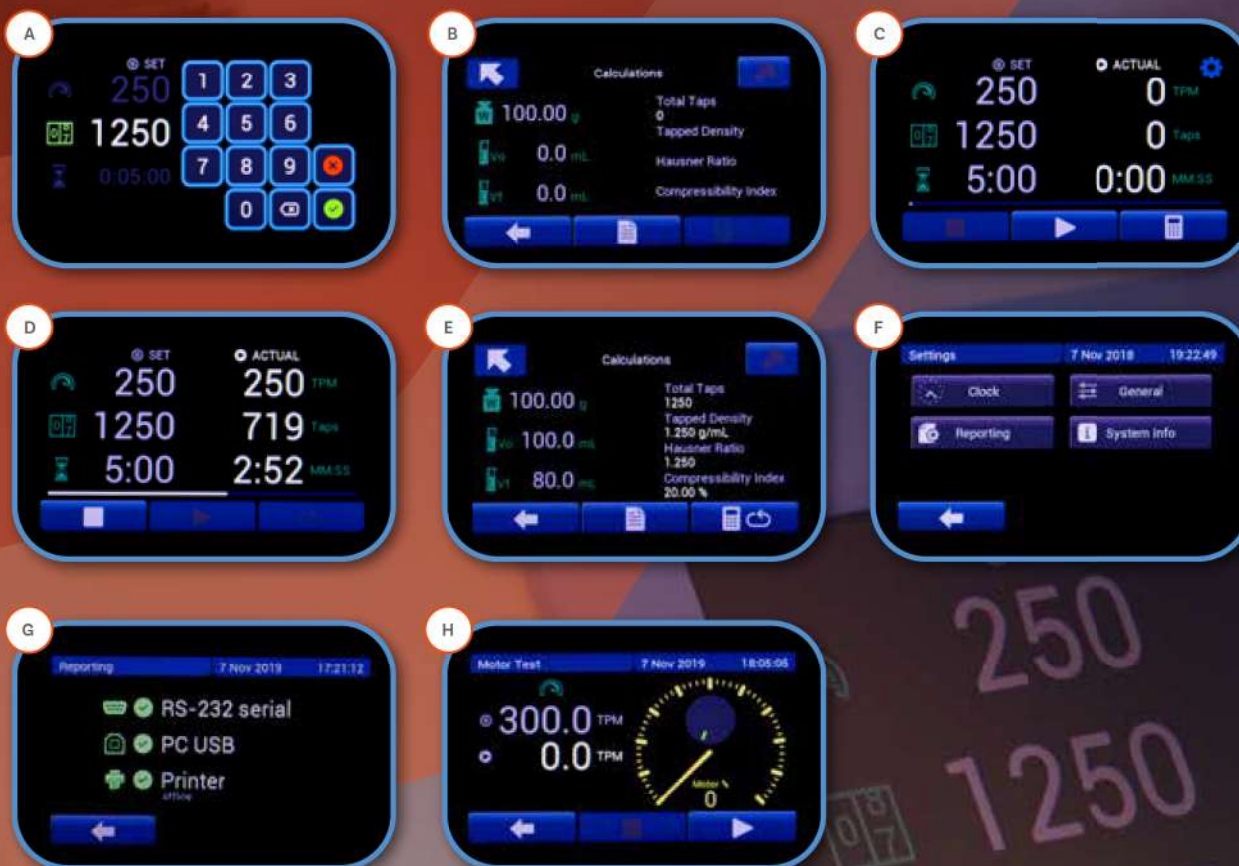 A
SET
250
1250
0:05:00
1 2 3
4 5 6
7 8 9
0
B
Calculations
100.00 g
Vo 0.0 mL
Vf 0.0 mL
Total Taps
0
Tapped Density
Hausner Ratio
Compressibility Index
C
SET ACTUAL
250 0 TPM
1250 0 Taps
5:00 0:00 MM:SS
D
SET ACTUAL
250 250 TPM
1250 719 Taps
5:00 2:52 MM:SS
E
Calculations
100.00 g
Vo 100.0 mL
Vf 80.0 mL
Total Taps
1250
Tapped Density
1.250 g/mL
Hausner Ratio
1.250
Compressibility Index
20.00 %
F
Settings 7 Nov 2018 19:22:49
Clock General
Reporting System Info
G
Reporting 7 Nov 2019 17:21:12
RS-232 serial
PC USB
Printer
offline
H
Motor Test 7 Nov 2019 18:05:05
300.0 TPM
0.0 TPM
Motor %
0
250
1250